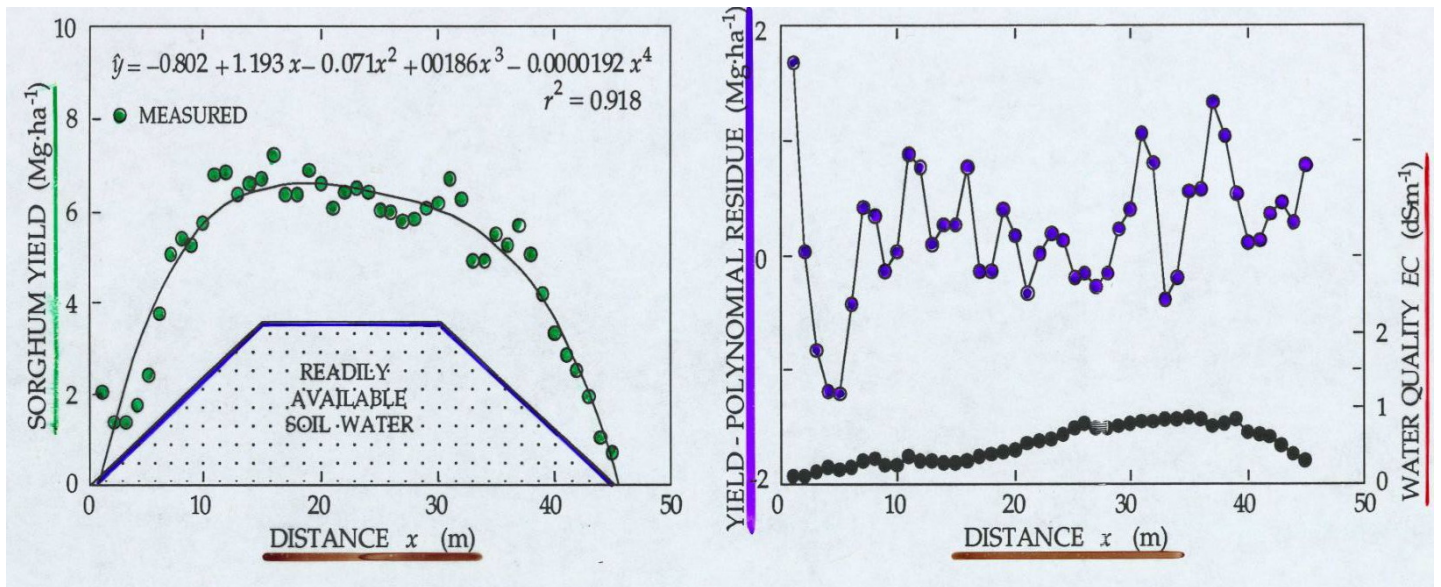 10
8
6
4
2
0
SORGHUM YIELD (Mg·ha⁻¹)
ŷ = −0.802 + 1.193 x − 0.071x² + 00186x³ − 0.0000192 x⁴
r² = 0.918
MEASURED
READILY
AVAILABLE
SOIL WATER
0 10 20 30 40 50
DISTANCE x (m)
YIELD - POLYNOMIAL RESIDUE (Mg·ha⁻¹)
2
0
2
0 10 20 30 40 50
DISTANCE x (m)
2
1
0
WATER QUALITY EC (dS·m⁻¹)